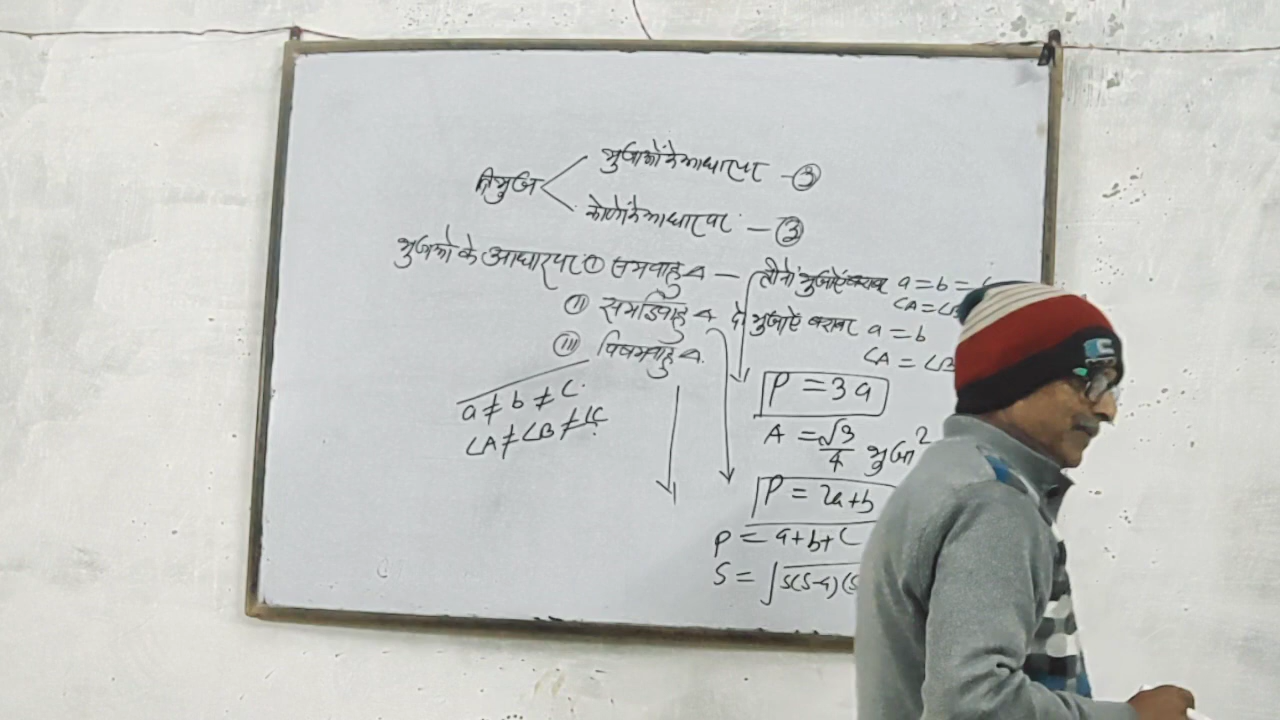 भुजाओं के आधार पर - ③
त्रिभुज
कोणों के आधार पर - ③
भुजाओं के आधार पर ① समबाहु Δ — तीनों भुजाएँ बराबर a = b =
∠A = ∠B
(ii) समद्विबाहु Δ दो भुजाएँ बराबर a = b
∠A = ∠B
(iii) विषमबाहु Δ
P = 3a
a ≠ b ≠ c
∠A ≠ ∠B ≠ ∠C
A = √3/4 भुजा²
P = 2a+b
P = a+b+c
S = √s(s-a)(s